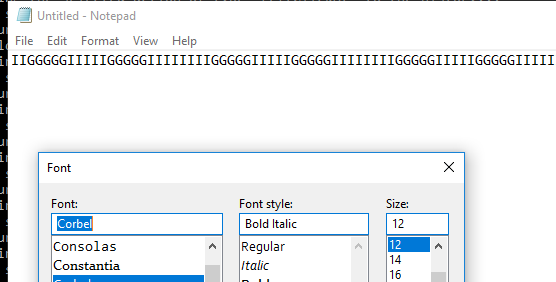 Untitled - Notepad
File Edit Format View Help
IIGGGGGIIIIIGGGGGIIIIIIIIGGGGGIIIIIGGGGGIIIIIIIIGGGGGIIIIIGGGGGIIIII
Font
Font: Font style: Size:
Corbel Bold Italic 12
Consolas Regular 12
Constantia Italic 14
16